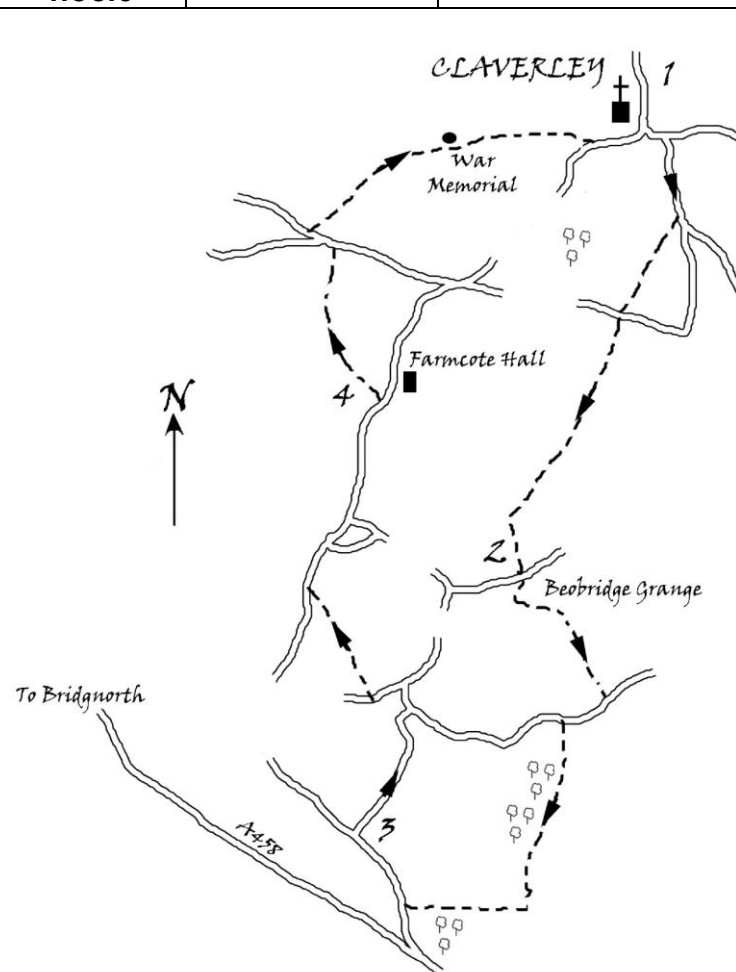 CLAVERLEY
1
War
Memorial
Farmcote Hall
4
N
2
Beobridge Grange
To Bridgnorth
A458
3